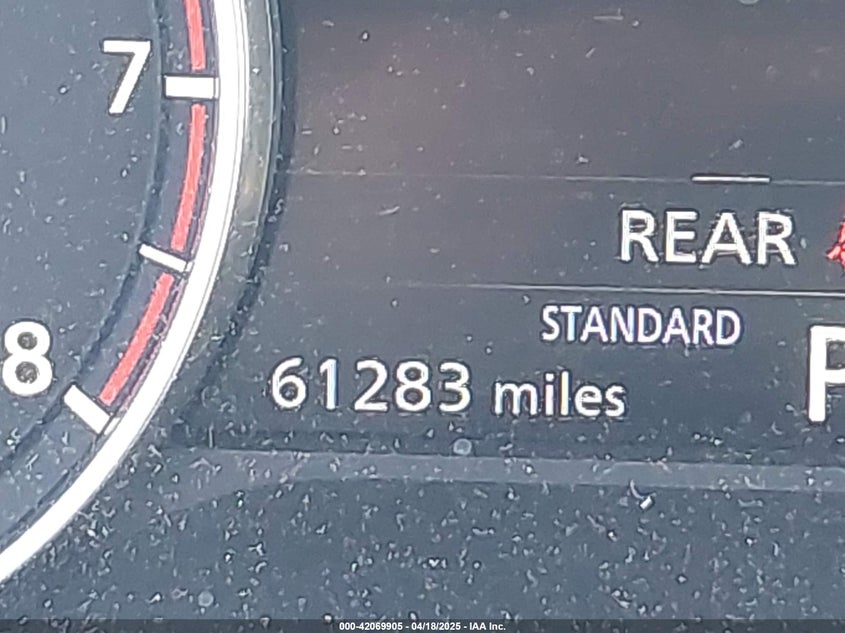 7
REAR
STANDARD
8
61283 miles
P
000-42069905 - 04/18/2025 - IAA Inc.